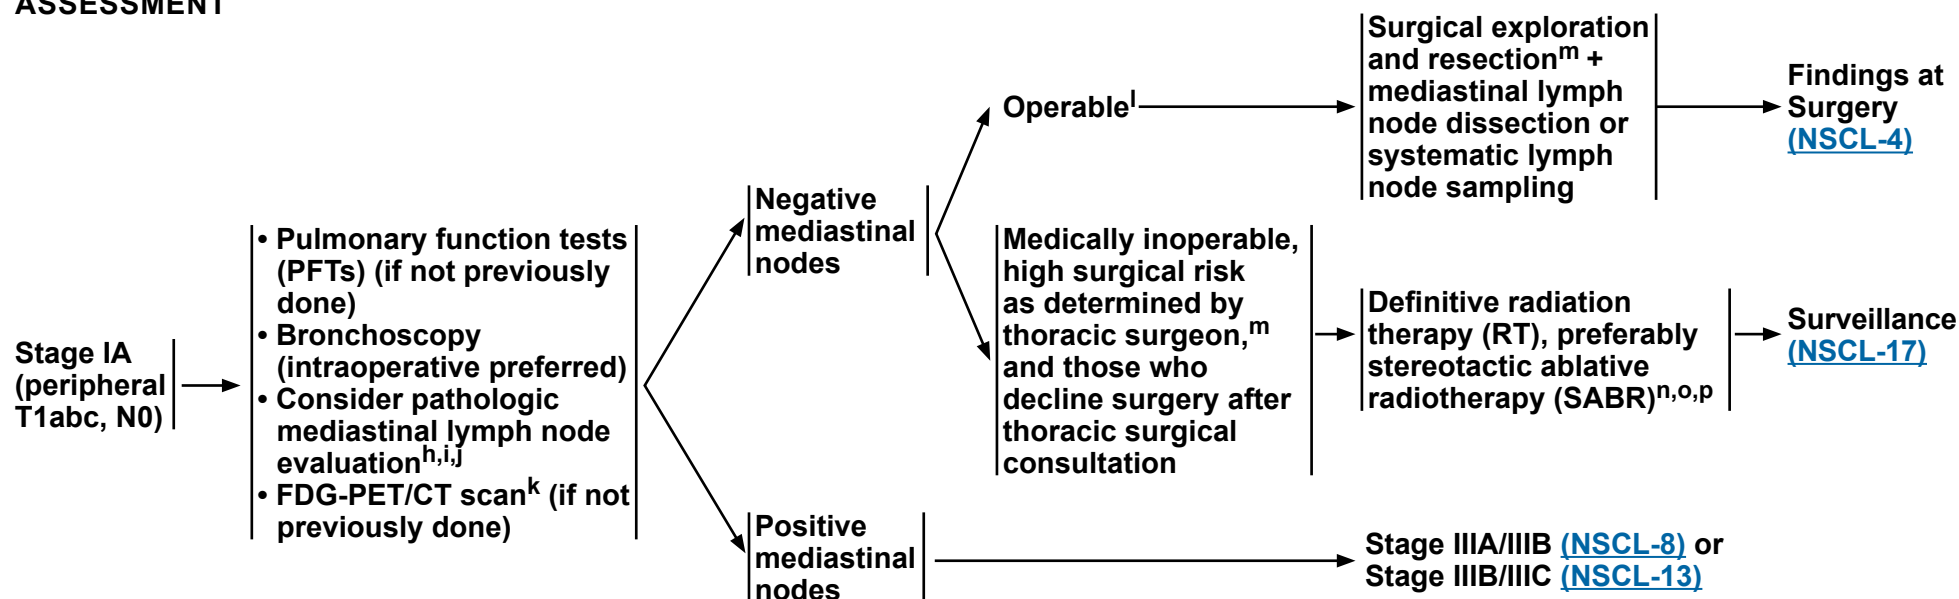 ASSESSMENT
Stage IA
(peripheral
T1abc, N0)
• Pulmonary function tests
(PFTs) (if not previously
done)
• Bronchoscopy
(intraoperative preferred)
• Consider pathologic
mediastinal lymph node
evaluationh,i,j
• FDG-PET/CT scank (if not
previously done)
Negative
mediastinal
nodes
Operablel
Surgical exploration
and resectionm +
mediastinal lymph
node dissection or
systematic lymph
node sampling
Findings at
Surgery
(NSCL-4)
Medically inoperable,
high surgical risk
as determined by
thoracic surgeon,m
and those who
decline surgery after
thoracic surgical
consultation
Definitive radiation
therapy (RT), preferably
stereotactic ablative
radiotherapy (SABR)n,o,p
Surveillance
(NSCL-17)
Positive
mediastinal
nodes
Stage IIIA/IIIB (NSCL-8) or
Stage IIIB/IIIC (NSCL-13)